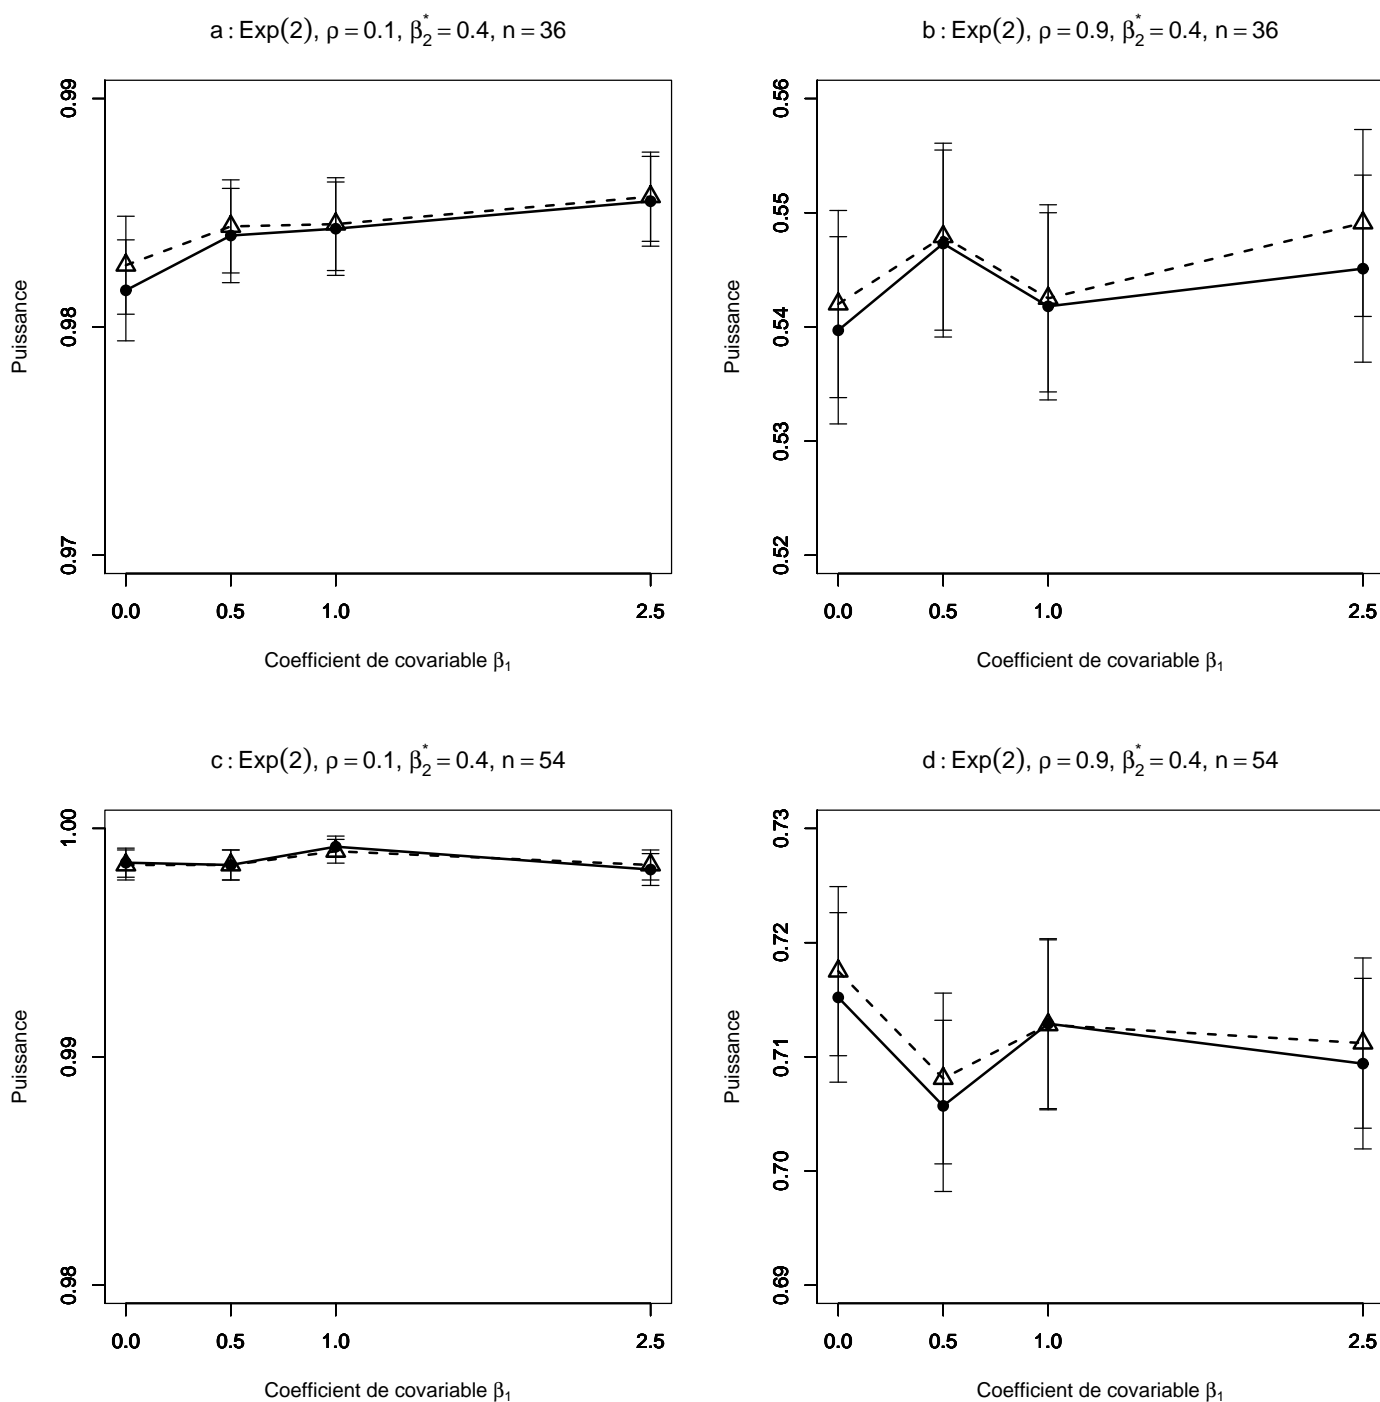 a : Exp(2), ρ = 0.1, β₂* = 0.4, n = 36
0.99
0.98
0.97
Puissance
0.0 0.5 1.0 2.5
Coefficient de covariable β₁
b : Exp(2), ρ = 0.9, β₂* = 0.4, n = 36
0.56
0.55
0.54
0.53
0.52
Puissance
0.0 0.5 1.0 2.5
Coefficient de covariable β₁
c : Exp(2), ρ = 0.1, β₂* = 0.4, n = 54
1.00
0.99
0.98
Puissance
0.0 0.5 1.0 2.5
Coefficient de covariable β₁
d : Exp(2), ρ = 0.9, β₂* = 0.4, n = 54
0.73
0.72
0.71
0.70
0.69
Puissance
0.0 0.5 1.0 2.5
Coefficient de covariable β₁